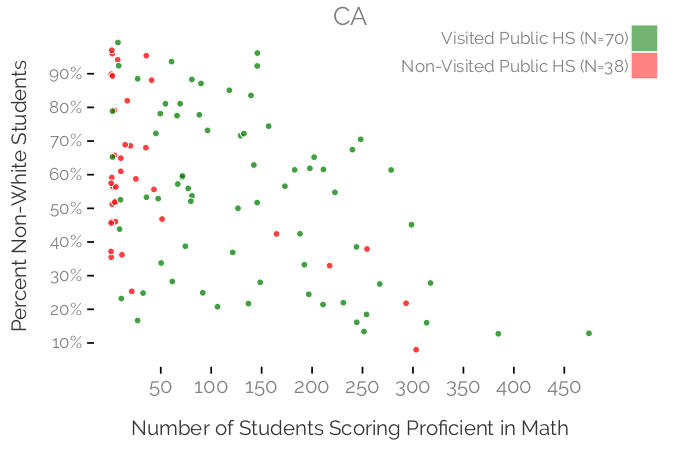 CA
Visited Public HS (N=70)
Non-Visited Public HS (N=38)
Percent Non-White Students
90%
80%
70%
60%
50%
40%
30%
20%
10%
50 100 150 200 250 300 350 400 450
Number of Students Scoring Proficient in Math